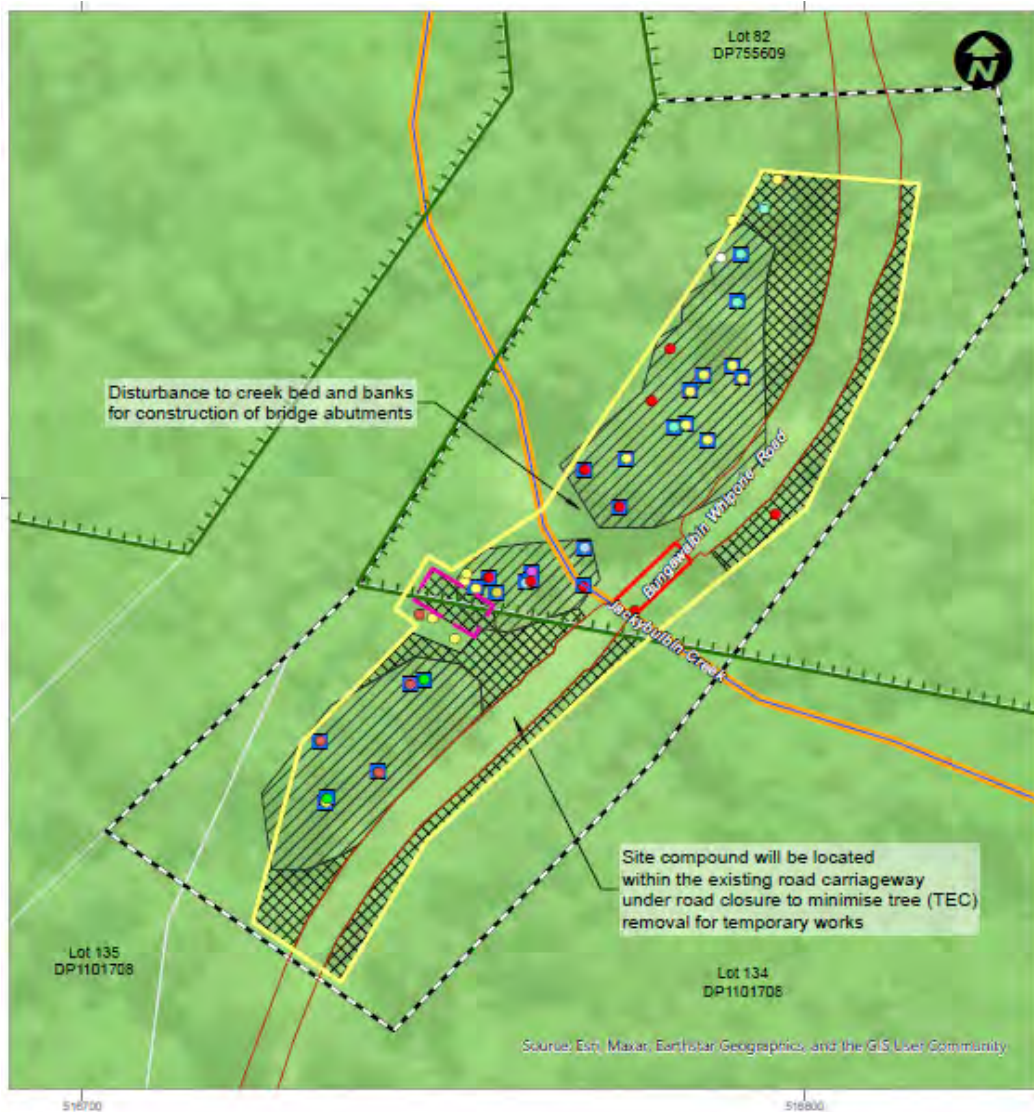 Lot 82
DP755609
N
Disturbance to creek bed and banks
for construction of bridge abutments
Bungawalbin Whiporie Road
Jackybulbin Creek
Site compound will be located
within the existing road carriageway
under road closure to minimise tree (TEC)
removal for temporary works
Lot 135
DP1101708
Lot 134
DP1101708
Source: Esri, Maxar, Earthstar Geographics, and the GIS User Community
516700
516800